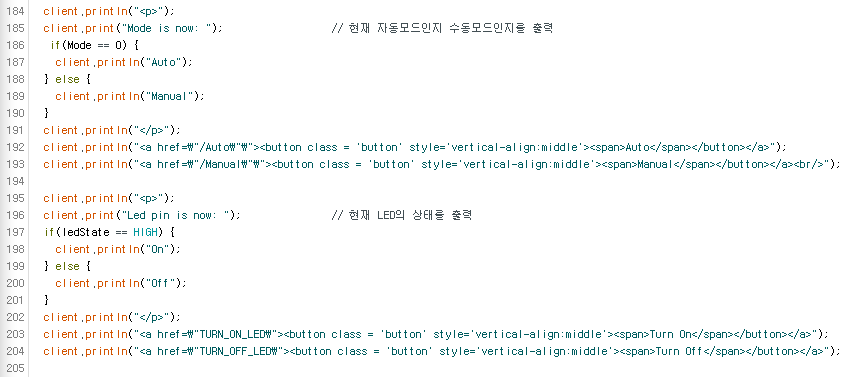 184 client.println("<p>");
185 client.print("Mode is now: "); // 현재 자동모드인지 수동모드인지를 출력
186 if(Mode == 0) {
187 client.println("Auto");
188 } else {
189 client.println("Manual");
190 }
191 client.println("</p>");
192 client.println("<a href=₩"/Auto₩"₩"><button class = 'button' style='vertical-align:middle'><span>Auto</span></button></a>");
193 client.println("<a href=₩"/Manual₩"₩"><button class = 'button' style='vertical-align:middle'><span>Manual</span></button></a><br/>");
194
195 client.println("<p>");
196 client.print("Led pin is now: "); // 현재 LED의 상태를 출력
197 if(ledState == HIGH) {
198 client.println("On");
199 } else {
200 client.println("Off");
201 }
202 client.println("</p>");
203 client.println("<a href=₩"TURN_ON_LED₩"><button class = 'button' style='vertical-align:middle'><span>Turn On</span></button></a>");
204 client.println("<a href=₩"TURN_OFF_LED₩"><button class = 'button' style='vertical-align:middle'><span>Turn Off</span></button></a>");
205